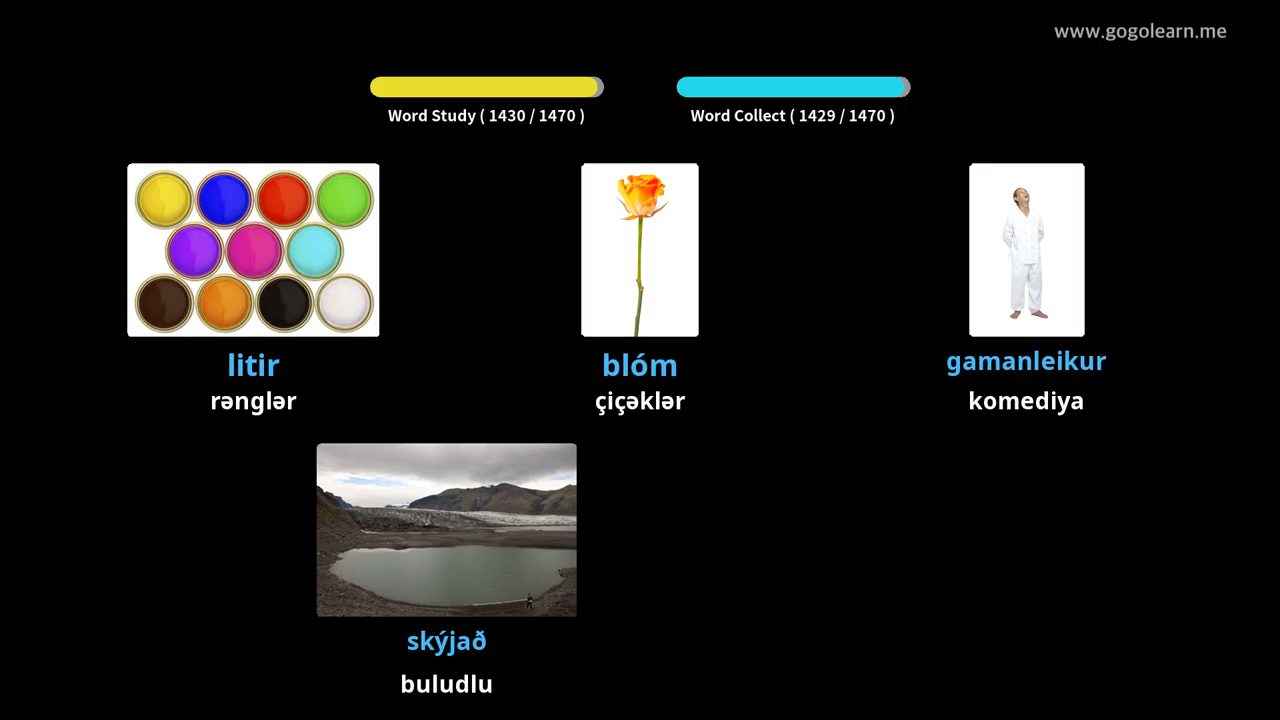 www.gogolearn.me
Word Study ( 1430 / 1470 )
Word Collect ( 1429 / 1470 )
litir
rənglər
blóm
çiçəklər
gamanleikur
komediya
skýjað
buludlu